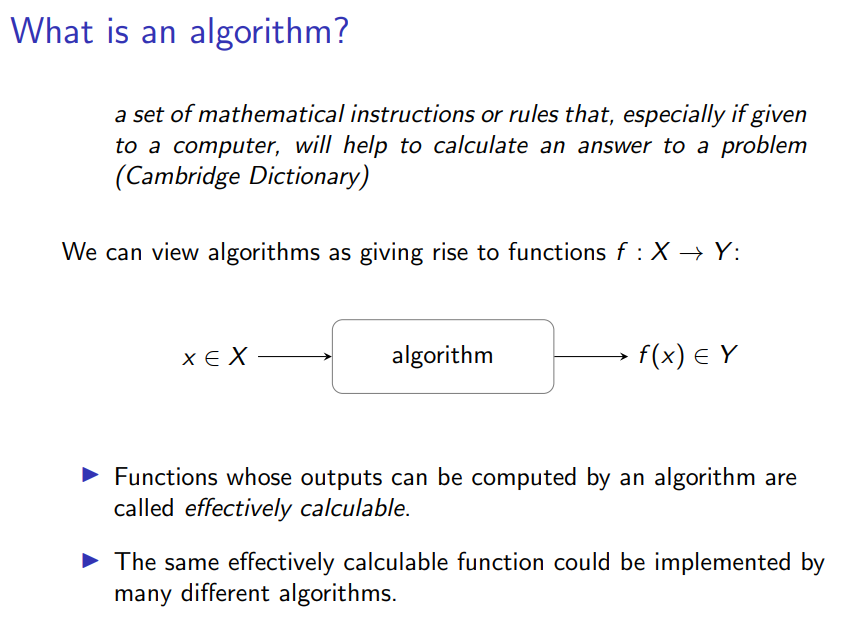 What is an algorithm?
a set of mathematical instructions or rules that, especially if given
to a computer, will help to calculate an answer to a problem
(Cambridge Dictionary)
We can view algorithms as giving rise to functions f : X → Y:
x ∈ X
algorithm
f(x) ∈ Y
Functions whose outputs can be computed by an algorithm are
called effectively calculable.
The same effectively calculable function could be implemented by
many different algorithms.